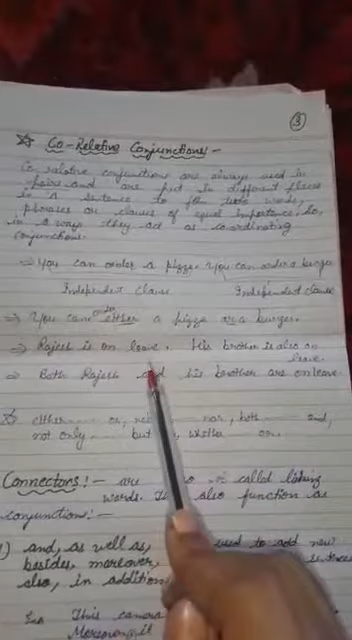 3
Co-Relative Conjunctions -
Co relative conjunctions are always used in
pairs and are put in different places
in a sentence to join two words,
phrases or clauses of equal importance. So,
in a way they act as coordinating
conjunctions.
→ You can order a pizza. You can order a burger
Independent Clause Independent clause
⇒ You can order either a pizza or a burger.
⇒ Rajesh is on leave. His brother is also on
leave.
⇒ Both Rajesh and his brother are on leave.
either .... or, nor, both .... and,
not only .... but whether .... or.
Connectors! - are called linking
words. also function as
conjunctions! -
1) and, as well as, used to add new
besides, moreover,
also, in addition
Ex This camera
Moreover, it